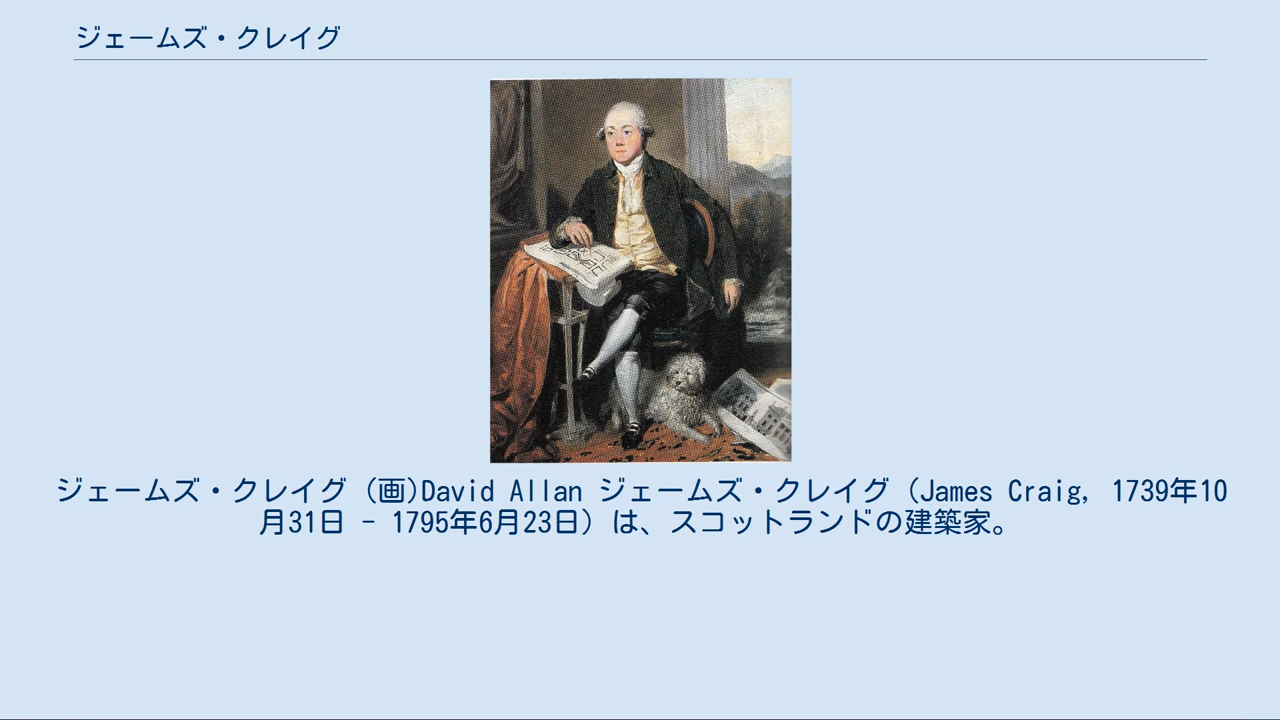 ジェームズ・クレイグ
ジェームズ・クレイグ (画)David Allan ジェームズ・クレイグ（James Craig, 1739年10
月31日 - 1795年6月23日）は、スコットランドの建築家。